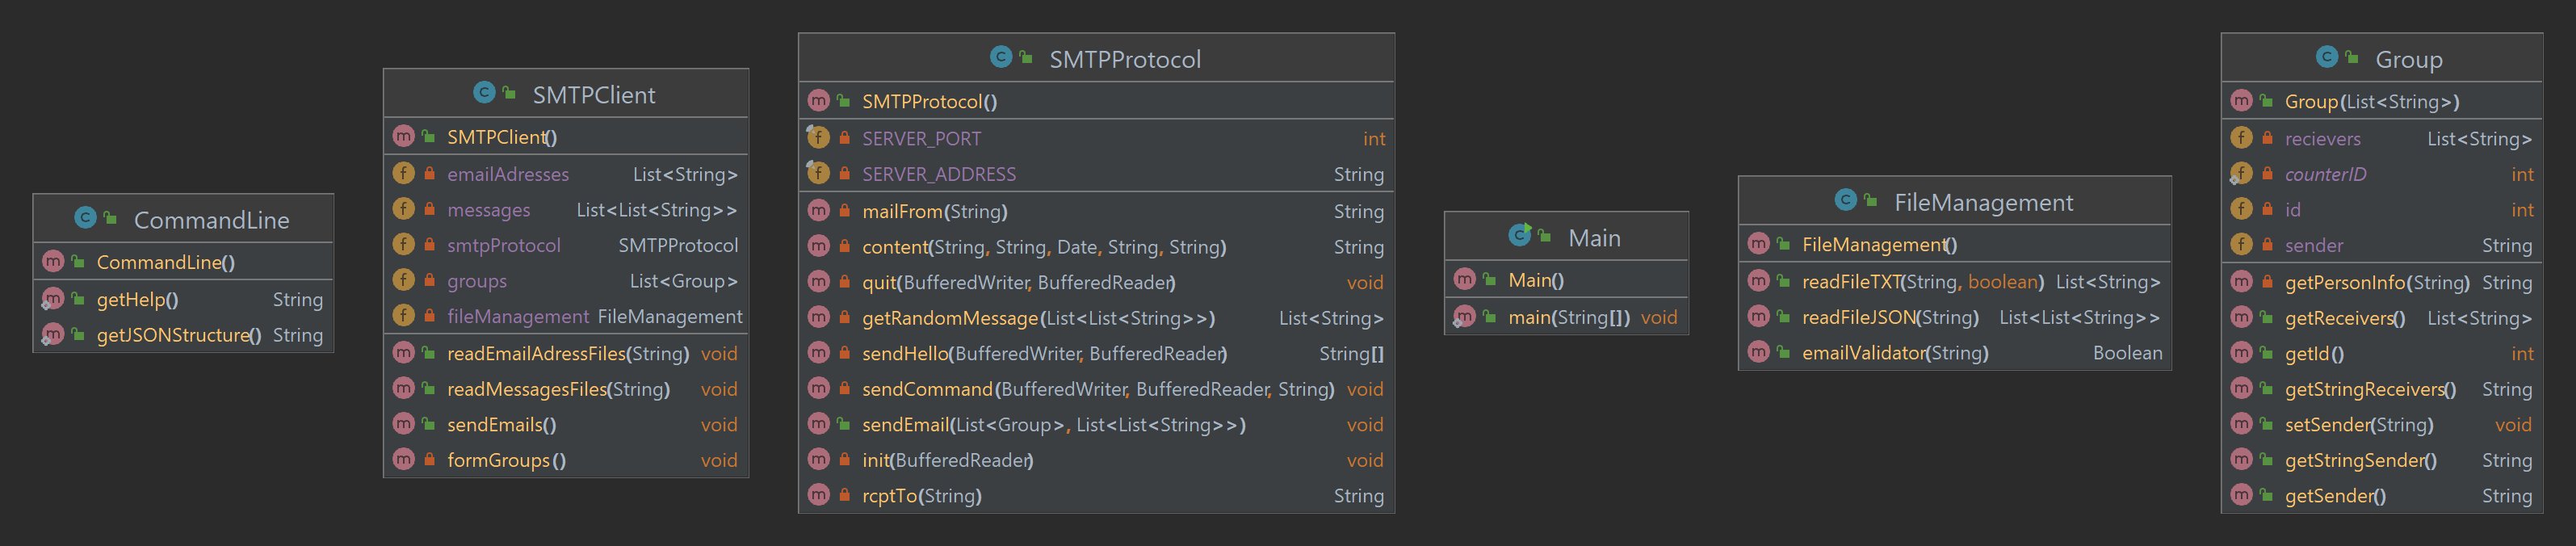 CommandLine
CommandLine()
getHelp() String
getJSONStructure() String
SMTPClient
SMTPClient()
emailAdresses List<String>
messages List<List<String>>
smtpProtocol SMTPProtocol
groups List<Group>
fileManagement FileManagement
readEmailAdressFiles(String) void
readMessagesFiles(String) void
sendEmails() void
formGroups() void
SMTPProtocol
SMTPProtocol()
SERVER_PORT int
SERVER_ADDRESS String
mailFrom(String) String
content(String, String, Date, String, String) String
quit(BufferedWriter, BufferedReader) void
getRandomMessage(List<List<String>>) List<String>
sendHello(BufferedWriter, BufferedReader) String[]
sendCommand(BufferedWriter, BufferedReader, String) void
sendEmail(List<Group>, List<List<String>>) void
init(BufferedReader) void
rcptTo(String) String
Main
Main()
main(String[]) void
FileManagement
FileManagement()
readFileTXT(String, boolean) List<String>
readFileJSON(String) List<List<String>>
emailValidator(String) Boolean
Group
Group(List<String>)
recievers List<String>
counterID int
id int
sender String
getPersonInfo(String) String
getReceivers() List<String>
getId() int
getStringReceivers() String
setSender(String) void
getStringSender() String
getSender() String